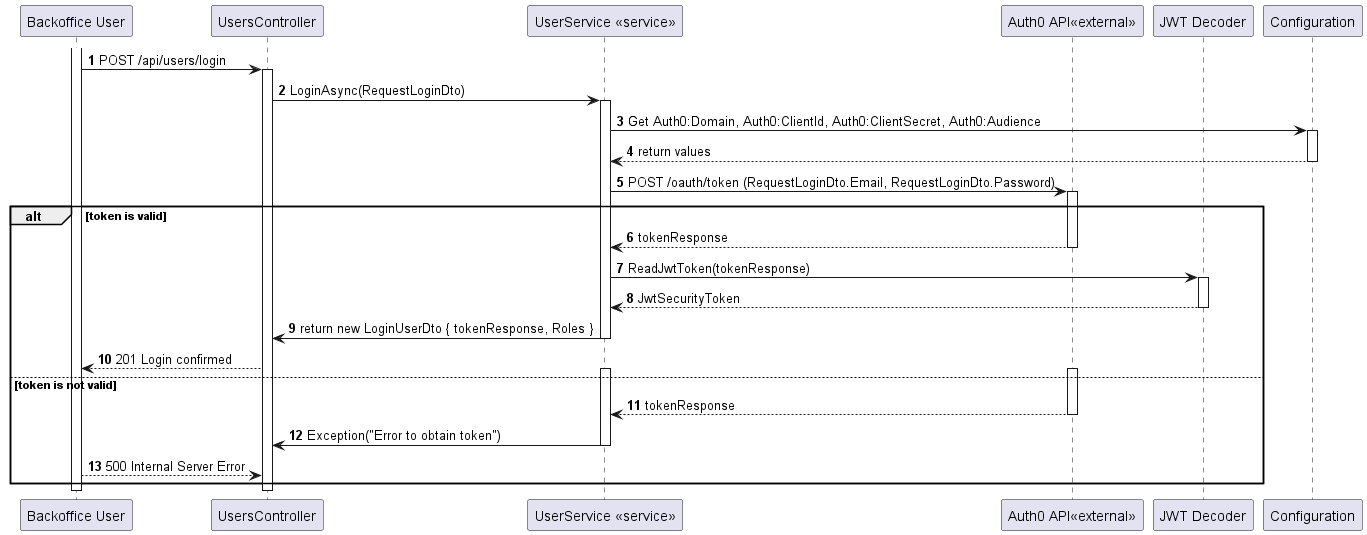 Backoffice User
UsersController
UserService «service»
Auth0 API«external»
JWT Decoder
Configuration
1 POST /api/users/login
2 LoginAsync(RequestLoginDto)
3 Get Auth0:Domain, Auth0:ClientId, Auth0:ClientSecret, Auth0:Audience
4 return values
5 POST /oauth/token (RequestLoginDto.Email, RequestLoginDto.Password)
alt [token is valid]
6 tokenResponse
7 ReadJwtToken(tokenResponse)
8 JwtSecurityToken
9 return new LoginUserDto { tokenResponse, Roles }
10 201 Login confirmed
[token is not valid]
11 tokenResponse
12 Exception("Error to obtain token")
13 500 Internal Server Error
Backoffice User
UsersController
UserService «service»
Auth0 API«external»
JWT Decoder
Configuration